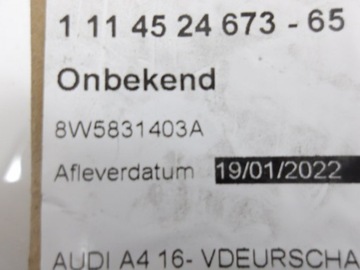 1 11 45 24 673 - 65
Onbekend
8W5831403A
Afleverdatum 19/01/2022
AUDI A4 16- VDEURSCHA